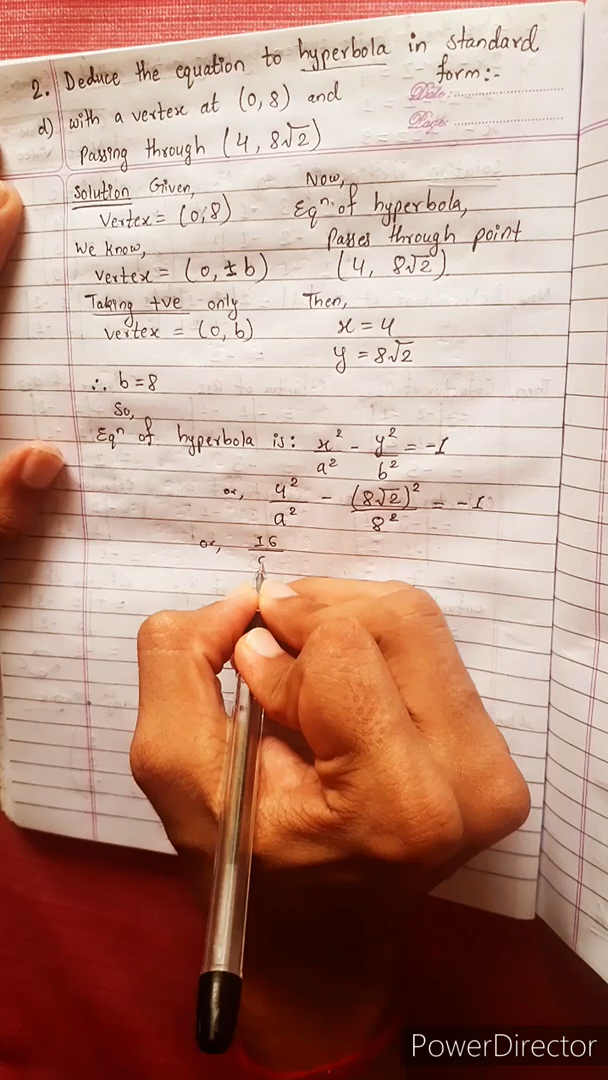 2. Deduce the equation to hyperbola in standard form:-
d) with a vertex at (0,8) and
Passing through (4, 8√2)
Date:
Page:
Solution Given,
Vertex = (0,8)
We know,
vertex = (0, ±b)
Taking +ve only
vertex = (0, b)
∴ b = 8
Now,
Eqⁿ of hyperbola,
Passes through point
(4, 8√2)
Then,
x = 4
y = 8√2
So,
Eqⁿ of hyperbola is: x²/a² - y²/b² = -1
or, 4²/a² - (8√2)²/8² = -1
or, 16
PowerDirector